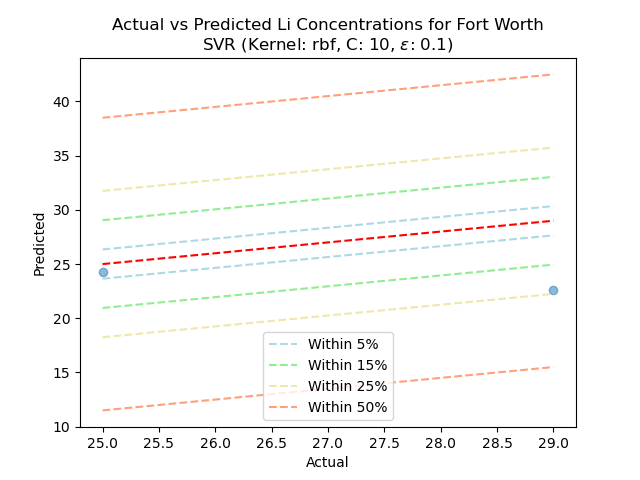 Actual vs Predicted Li Concentrations for Fort Worth
SVR (Kernel: rbf, C: 10, ε: 0.1)
Predicted
40
35
30
25
20
15
10
Within 5%
Within 15%
Within 25%
Within 50%
25.0 25.5 26.0 26.5 27.0 27.5 28.0 28.5 29.0
Actual